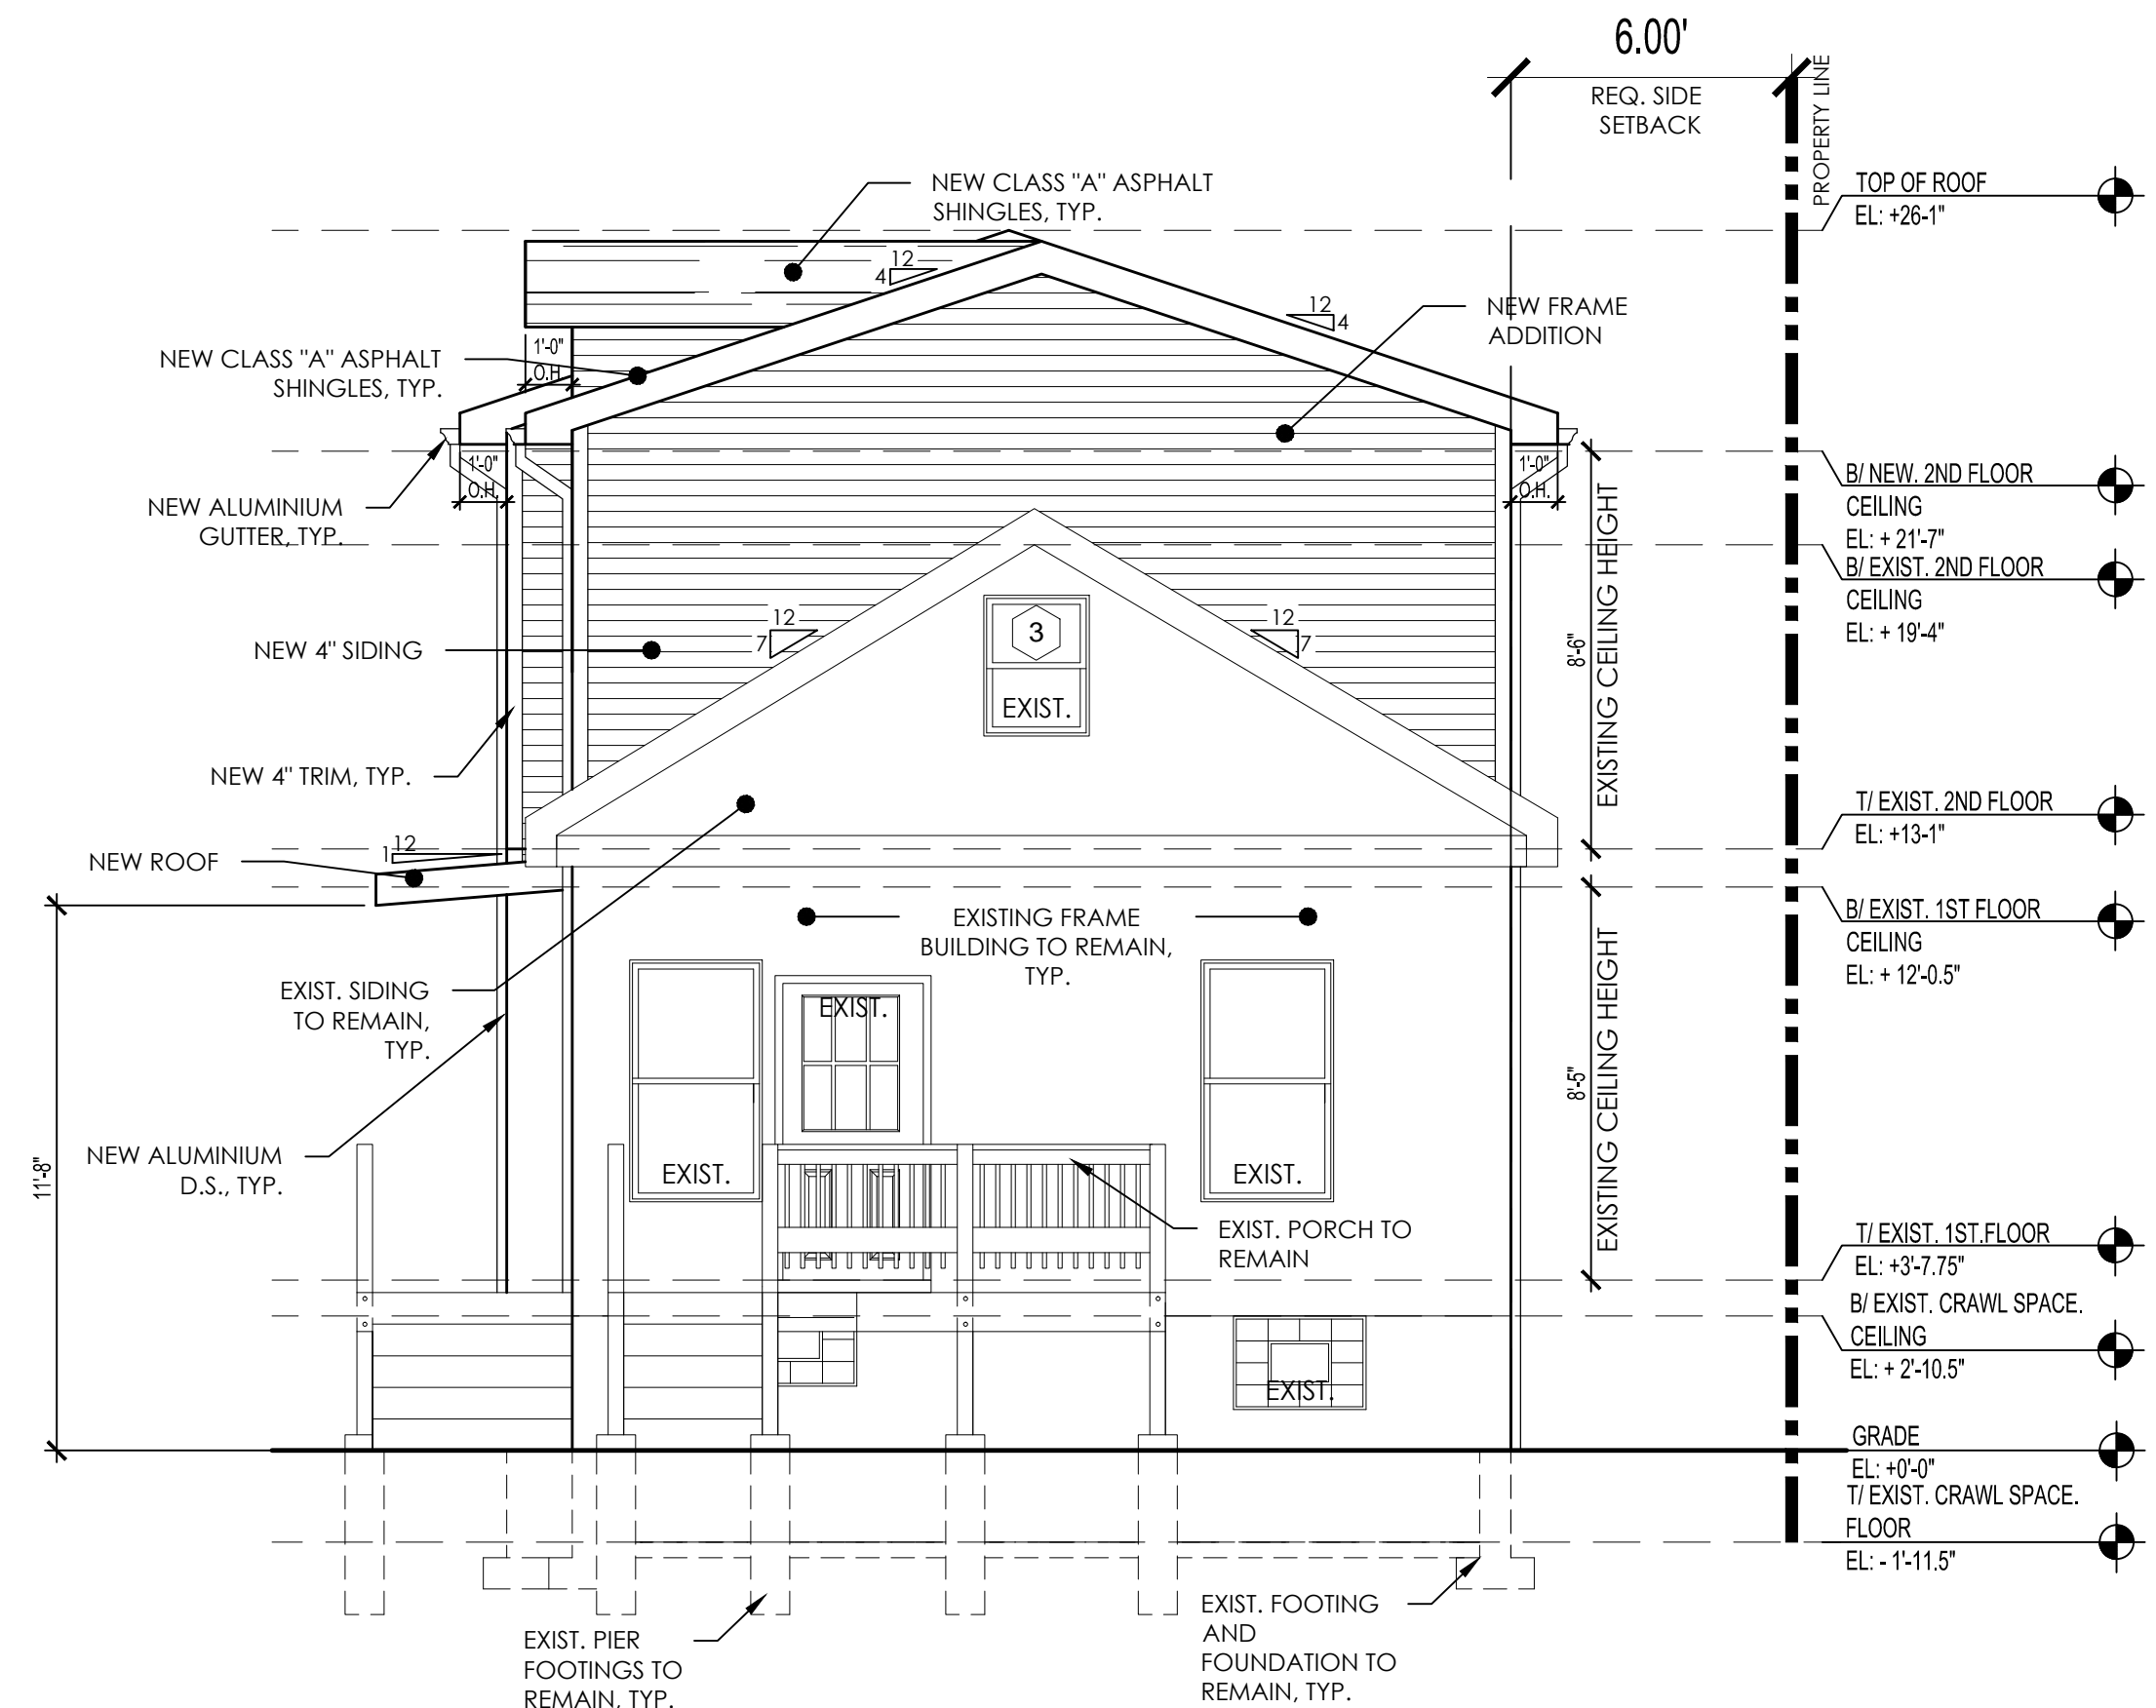 6.00'
REQ. SIDE
SETBACK
PROPERTY LINE
NEW CLASS "A" ASPHALT
SHINGLES, TYP.
TOP OF ROOF
EL: +26-1"
12
4
12
4
NEW FRAME
ADDITION
NEW CLASS "A" ASPHALT
SHINGLES, TYP.
1'-0"
O.H.
1'-0"
O.H.
1'-0"
O.H.
NEW ALUMINIUM
GUTTER, TYP.
B/ NEW. 2ND FLOOR
CEILING
EL: + 21'-7"
B/ EXIST. 2ND FLOOR
CEILING
EL: + 19'-4"
8'-6"
EXISTING CEILING HEIGHT
12
7
3
EXIST.
12
7
NEW 4" SIDING
NEW 4" TRIM, TYP.
T/ EXIST. 2ND FLOOR
EL: +13-1"
12
1
NEW ROOF
B/ EXIST. 1ST FLOOR
CEILING
EL: + 12'-0.5"
EXISTING FRAME
BUILDING TO REMAIN,
TYP.
EXIST. SIDING
TO REMAIN,
TYP.
EXIST.
8'-5"
EXISTING CEILING HEIGHT
11'-8"
NEW ALUMINIUM
D.S., TYP.
EXIST.
EXIST.
EXIST. PORCH TO
REMAIN
T/ EXIST. 1ST.FLOOR
EL: +3'-7.75"
B/ EXIST. CRAWL SPACE.
CEILING
EL: + 2'-10.5"
EXIST.
GRADE
EL: +0'-0"
T/ EXIST. CRAWL SPACE.
FLOOR
EL: - 1'-11.5"
EXIST. PIER
FOOTINGS TO
REMAIN, TYP.
EXIST. FOOTING
AND
FOUNDATION TO
REMAIN, TYP.